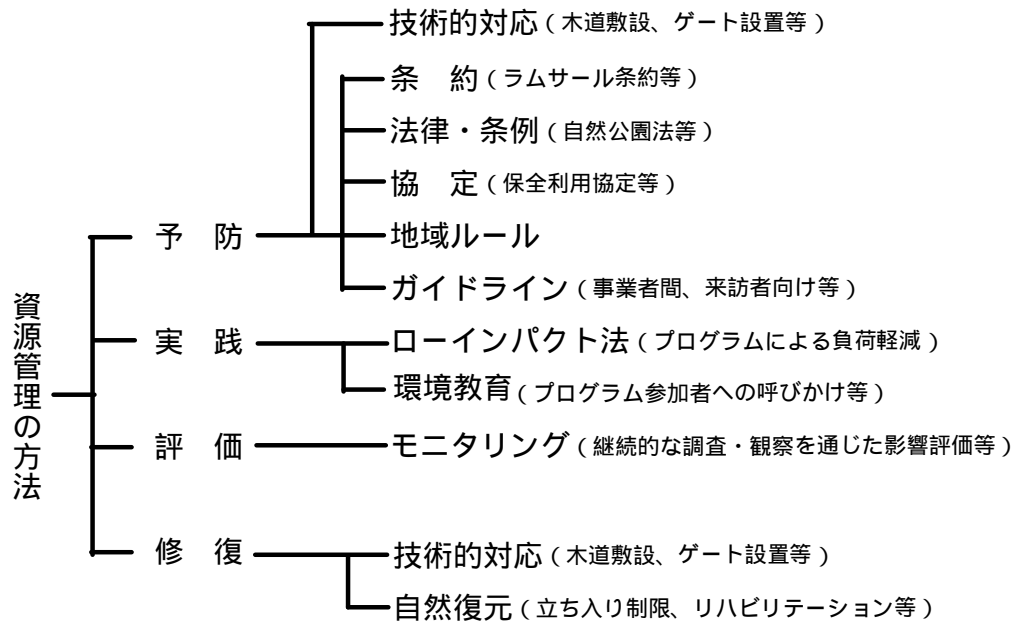 資源管理の方法
予　防
技術的対応（木道敷設、ゲート設置等）
条　約（ラムサール条約等）
法律・条例（自然公園法等）
協　定（保全利用協定等）
地域ルール
ガイドライン（事業者間、来訪者向け等）
実　践
ローインパクト法（プログラムによる負荷軽減）
環境教育（プログラム参加者への呼びかけ等）
評　価
モニタリング（継続的な調査・観察を通じた影響評価等）
修　復
技術的対応（木道敷設、ゲート設置等）
自然復元（立ち入り制限、リハビリテーション等）